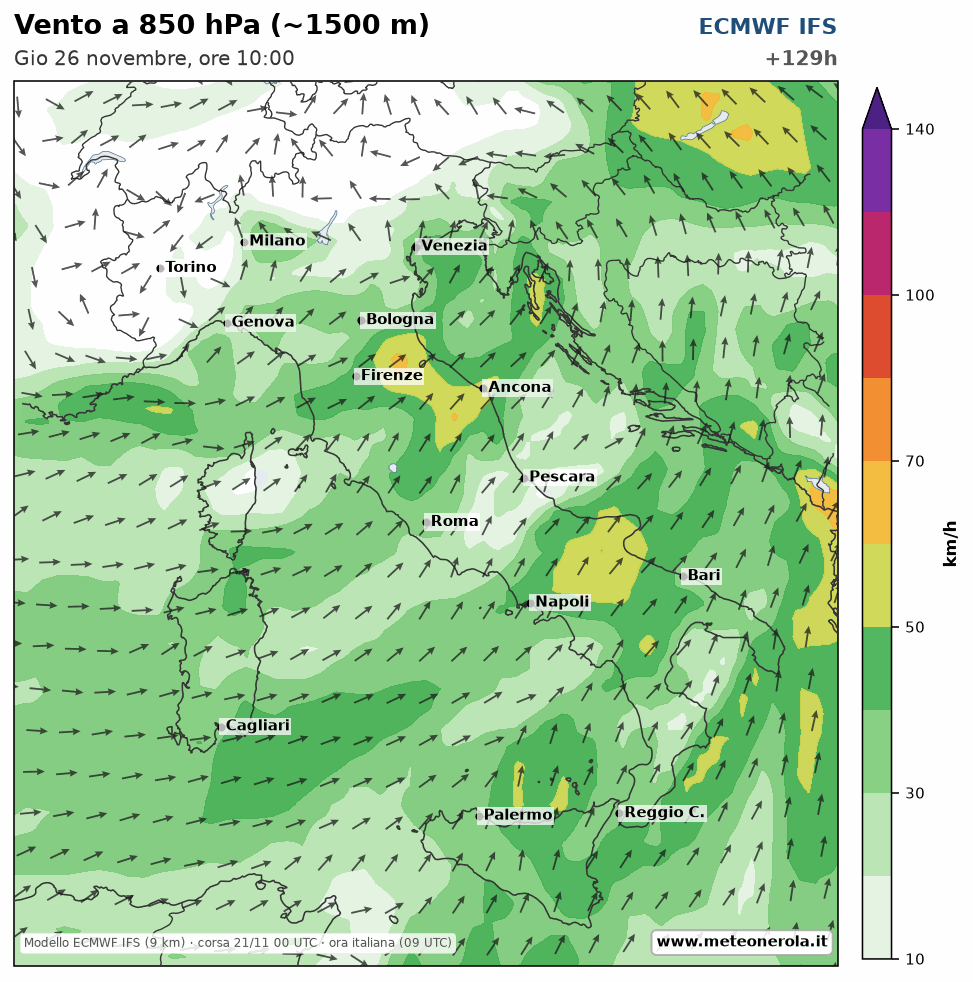 Vento a 850 hPa (~1500 m)
ECMWF IFS
Gio 26 novembre, ore 10:00
+129h
Milano
Venezia
Torino
Genova
Bologna
Firenze
Ancona
Pescara
Roma
Bari
Napoli
Cagliari
Palermo
Reggio C.
140
100
70
50
30
10
km/h
Modello ECMWF IFS (9 km) · corsa 21/11 00 UTC · ora italiana (09 UTC)
www.meteonerola.it